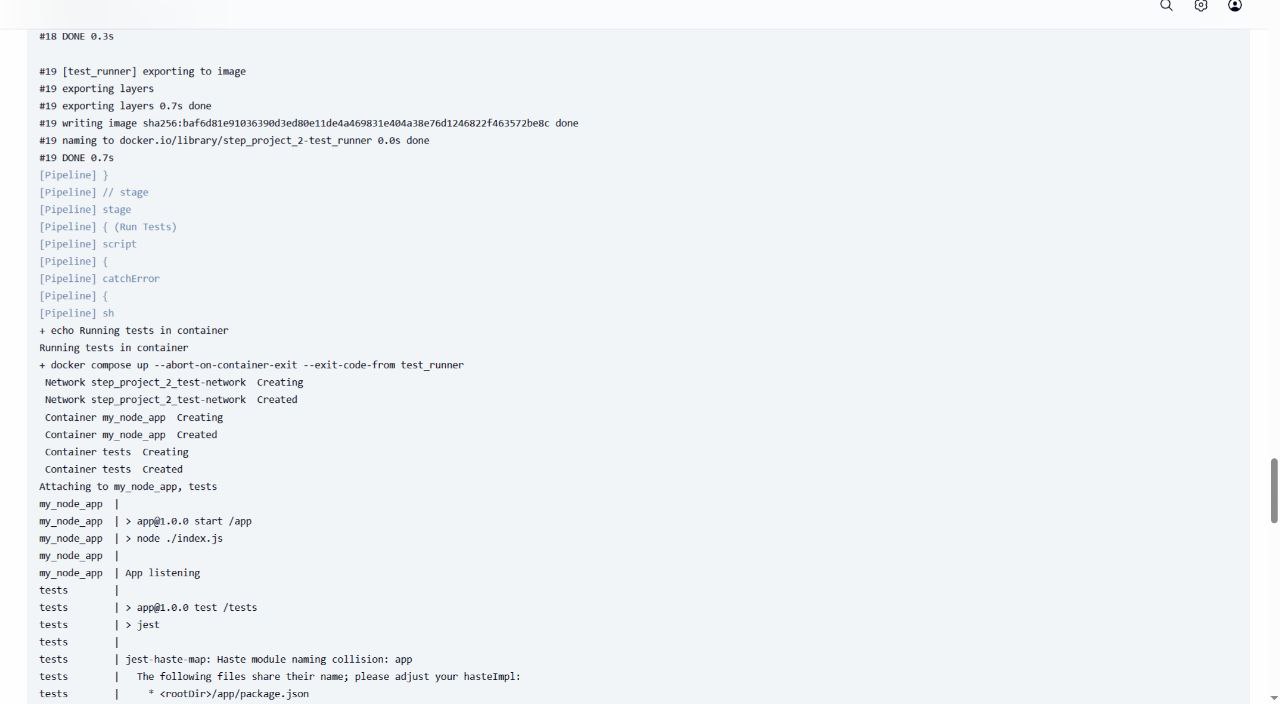 #18 DONE 0.3s
#19 [test_runner] exporting to image
#19 exporting layers
#19 exporting layers 0.7s done
#19 writing image sha256:baf6d81e91036390d3ed80e11de4a469831e404a38e76d1246822f463572be8c done
#19 naming to docker.io/library/step_project_2-test_runner 0.0s done
#19 DONE 0.7s
[Pipeline] }
[Pipeline] // stage
[Pipeline] stage
[Pipeline] { (Run Tests)
[Pipeline] script
[Pipeline] {
[Pipeline] catchError
[Pipeline] {
[Pipeline] sh
+ echo Running tests in container
Running tests in container
+ docker compose up --abort-on-container-exit --exit-code-from test_runner
 Network step_project_2_test-network  Creating
 Network step_project_2_test-network  Created
 Container my_node_app  Creating
 Container my_node_app  Created
 Container tests  Creating
 Container tests  Created
Attaching to my_node_app, tests
my_node_app  |
my_node_app  | > app@1.0.0 start /app
my_node_app  | > node ./index.js
my_node_app  |
my_node_app  | App listening
tests        |
tests        | > app@1.0.0 test /tests
tests        | > jest
tests        |
tests        | jest-haste-map: Haste module naming collision: app
tests        |   The following files share their name; please adjust your hasteImpl:
tests        |     * <rootDir>/app/package.json